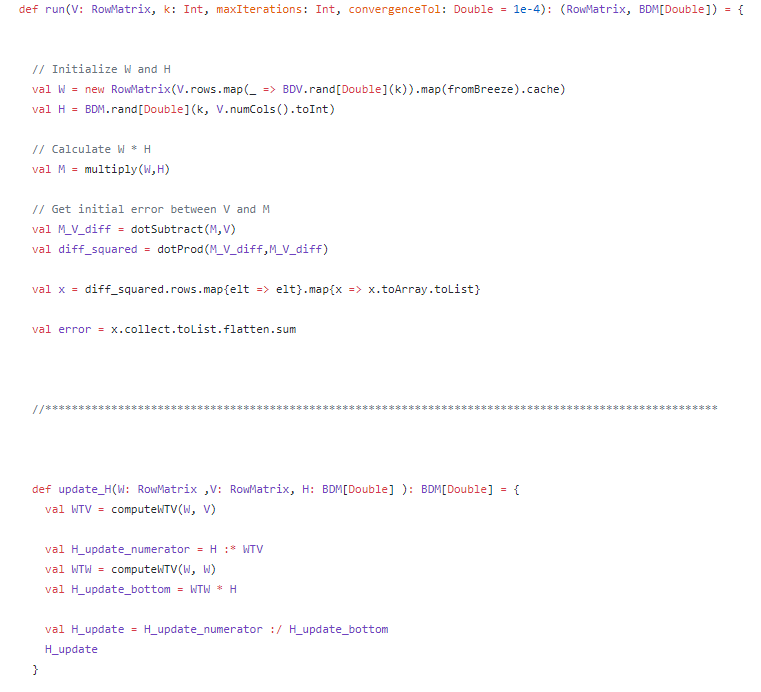 def run(V: RowMatrix, k: Int, maxIterations: Int, convergenceTol: Double = 1e-4): (RowMatrix, BDM[Double]) = {
// Initialize W and H
val W = new RowMatrix(V.rows.map(_ => BDV.rand[Double](k)).map(fromBreeze).cache)
val H = BDM.rand[Double](k, V.numCols().toInt)
// Calculate W * H
val M = multiply(W,H)
// Get initial error between V and M
val M_V_diff = dotSubtract(M,V)
val diff_squared = dotProd(M_V_diff,M_V_diff)
val x = diff_squared.rows.map{elt => elt}.map{x => x.toArray.toList}
val error = x.collect.toList.flatten.sum
//******************************************************************************************************
def update_H(W: RowMatrix ,V: RowMatrix, H: BDM[Double] ): BDM[Double] = {
val WTV = computeWTV(W, V)
val H_update_numerator = H :* WTV
val WTW = computeWTV(W, W)
val H_update_bottom = WTW * H
val H_update = H_update_numerator :/ H_update_bottom
H_update
}